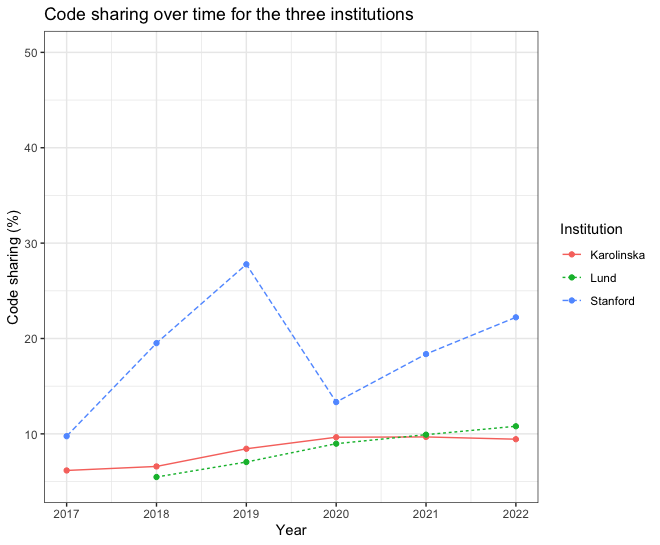 Code sharing over time for the three institutions
50
40
30
20
10
Code sharing (%)
2017 2018 2019 2020 2021 2022
Year
Institution
Karolinska
Lund
Stanford